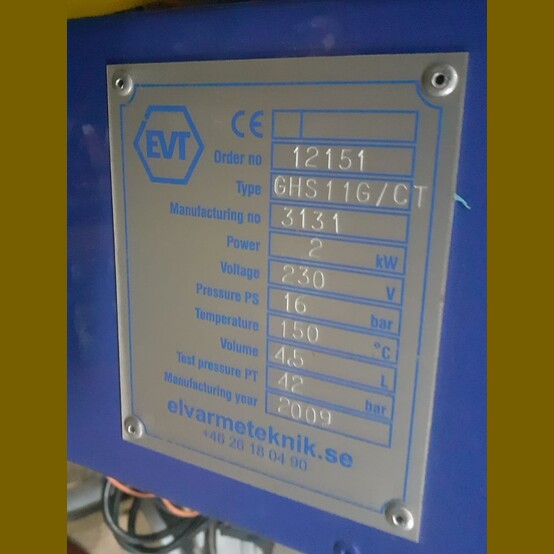 EVT
CE
Order no 12151
Type GHS11G/CT
Manufacturing no 3131
Power 2 kW
Voltage 230 V
Pressure PS 16 bar
Temperature 150 °C
Volume 4.5 L
Test pressure PT 42 bar
Manufacturing year 2009
elvarmeteknik.se
+46 26 18 04 90